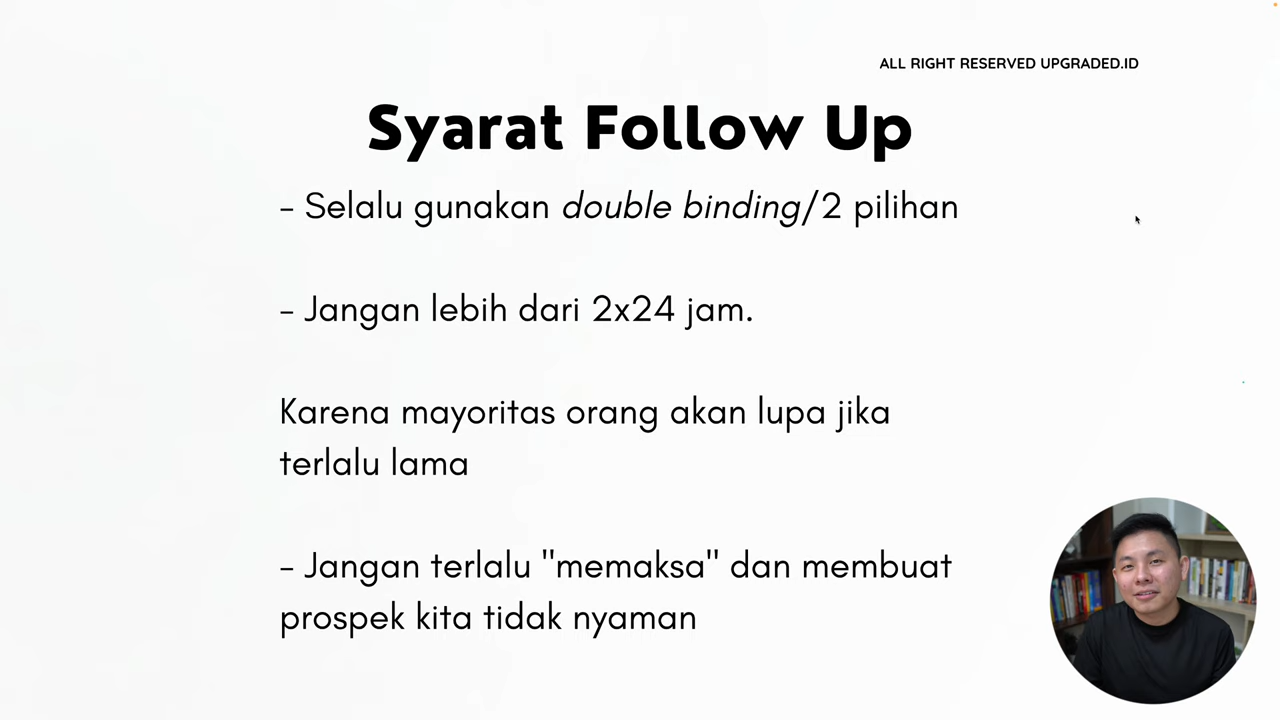 ALL RIGHT RESERVED UPGRADED.ID
Syarat Follow Up
- Selalu gunakan double binding/2 pilihan
- Jangan lebih dari 2x24 jam.
Karena mayoritas orang akan lupa jika
terlalu lama
- Jangan terlalu "memaksa" dan membuat
prospek kita tidak nyaman